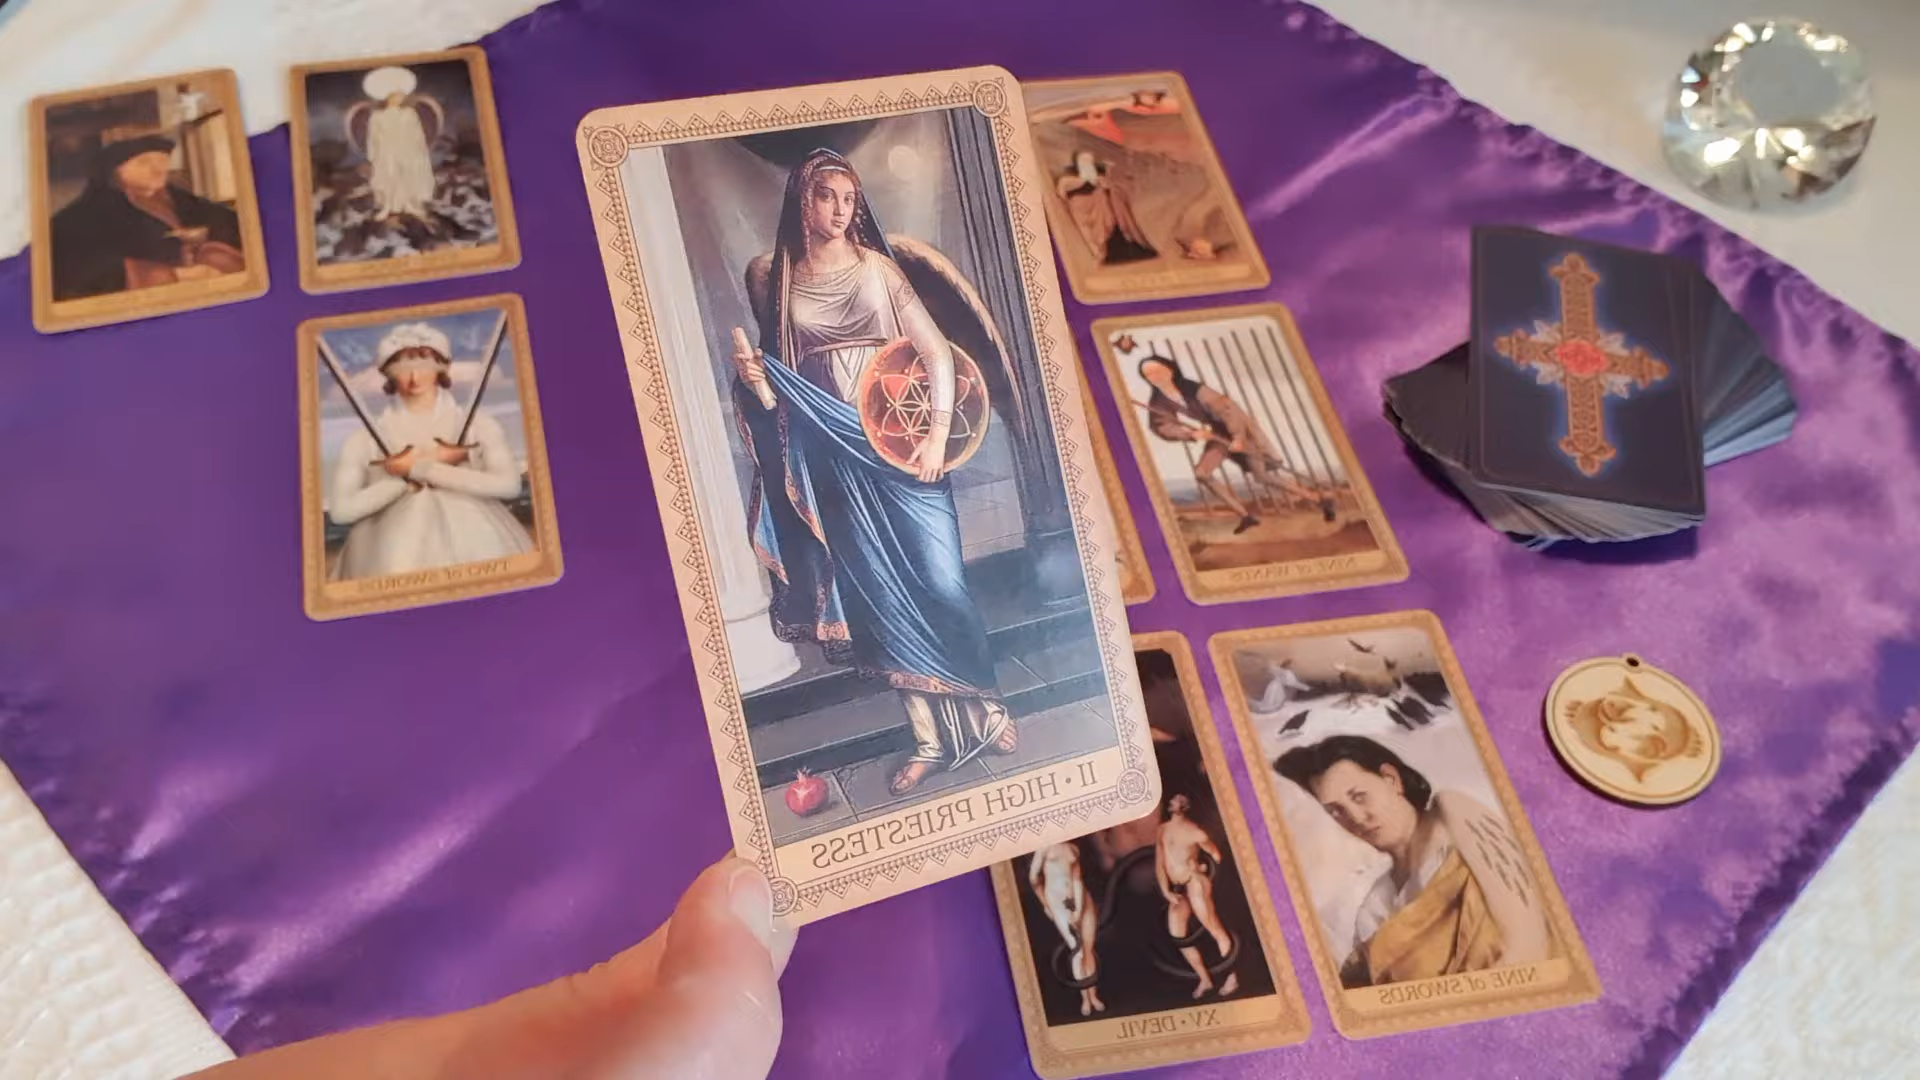 TWO of SWORDS
II • HIGH PRIESTESS
NINE of WANDS
XV • DEVIL
NINE of SWORDS